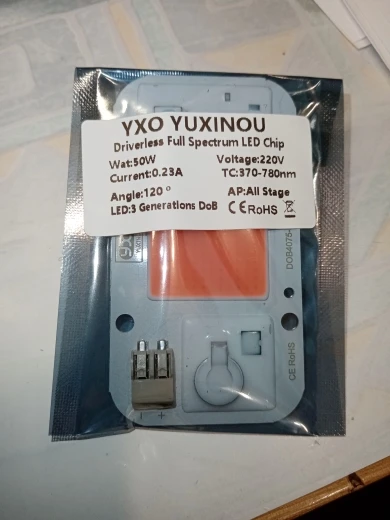 YXO YUXINOU
Driverless Full Spectrum LED Chip
Wat:50W Voltage:220V
Current:0.23A TC:370-780nm
Angle:120° AP:All Stage
LED:3 Generations DoB CE RoHS
DOB4075-
CE RoHS
- +